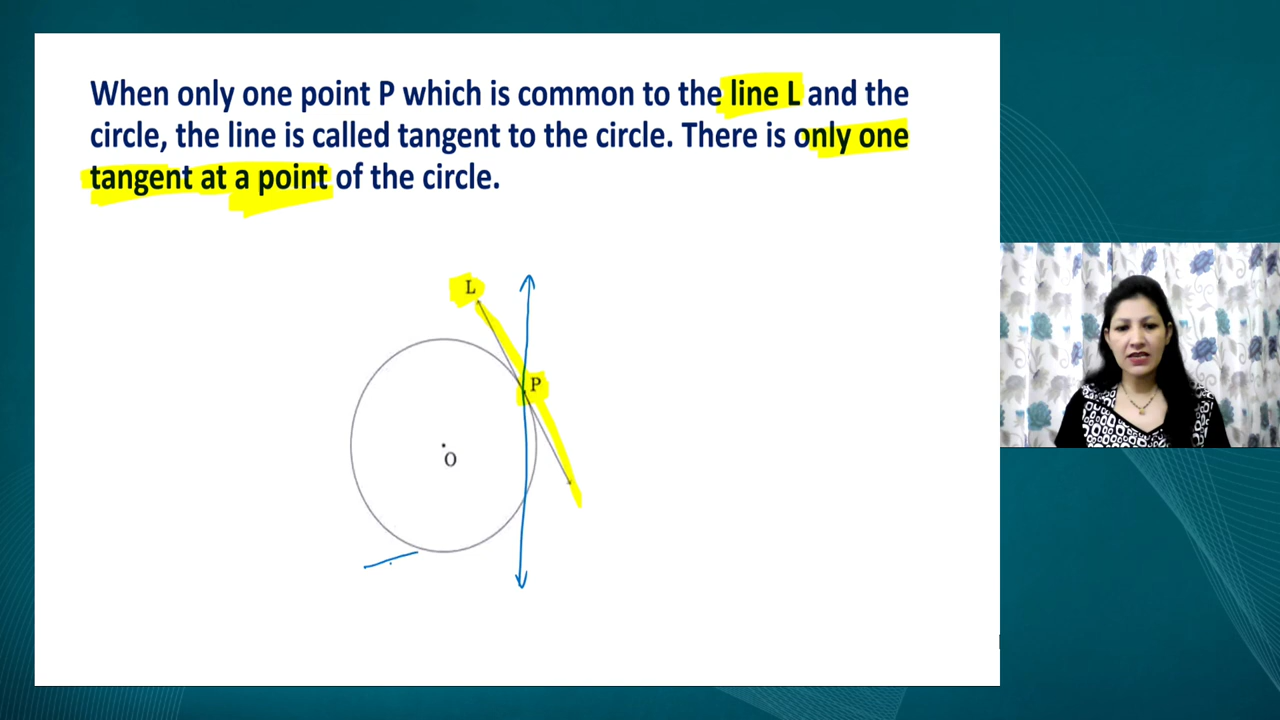 When only one point P which is common to the line L and the
circle, the line is called tangent to the circle. There is only one
tangent at a point of the circle.
L
P
O